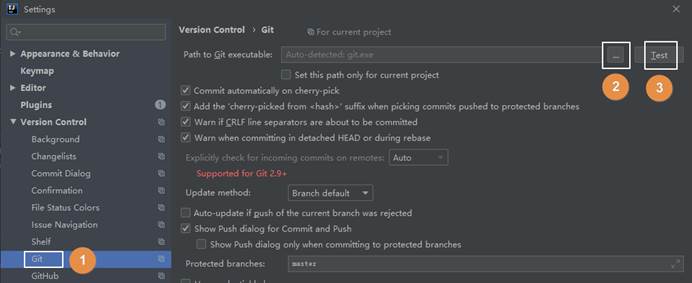 Settings
Version Control › Git
For current project
Appearance & Behavior
Keymap
Editor
Plugins 1
Version Control
Background
Changelists
Commit Dialog
Confirmation
File Status Colors
Issue Navigation
Shelf
Git 1
GitHub
Path to Git executable: Auto-detected: git.exe ... Test
2 3
Set this path only for current project
Commit automatically on cherry-pick
Add the 'cherry-picked from <hash>' suffix when picking commits pushed to protected branches
Warn if CRLF line separators are about to be committed
Warn when committing in detached HEAD or during rebase
Explicitly check for incoming commits on remotes: Auto
Supported for Git 2.9+
Update method: Branch default
Auto-update if push of the current branch was rejected
Show Push dialog for Commit and Push
Show Push dialog only when committing to protected branches
Protected branches: master